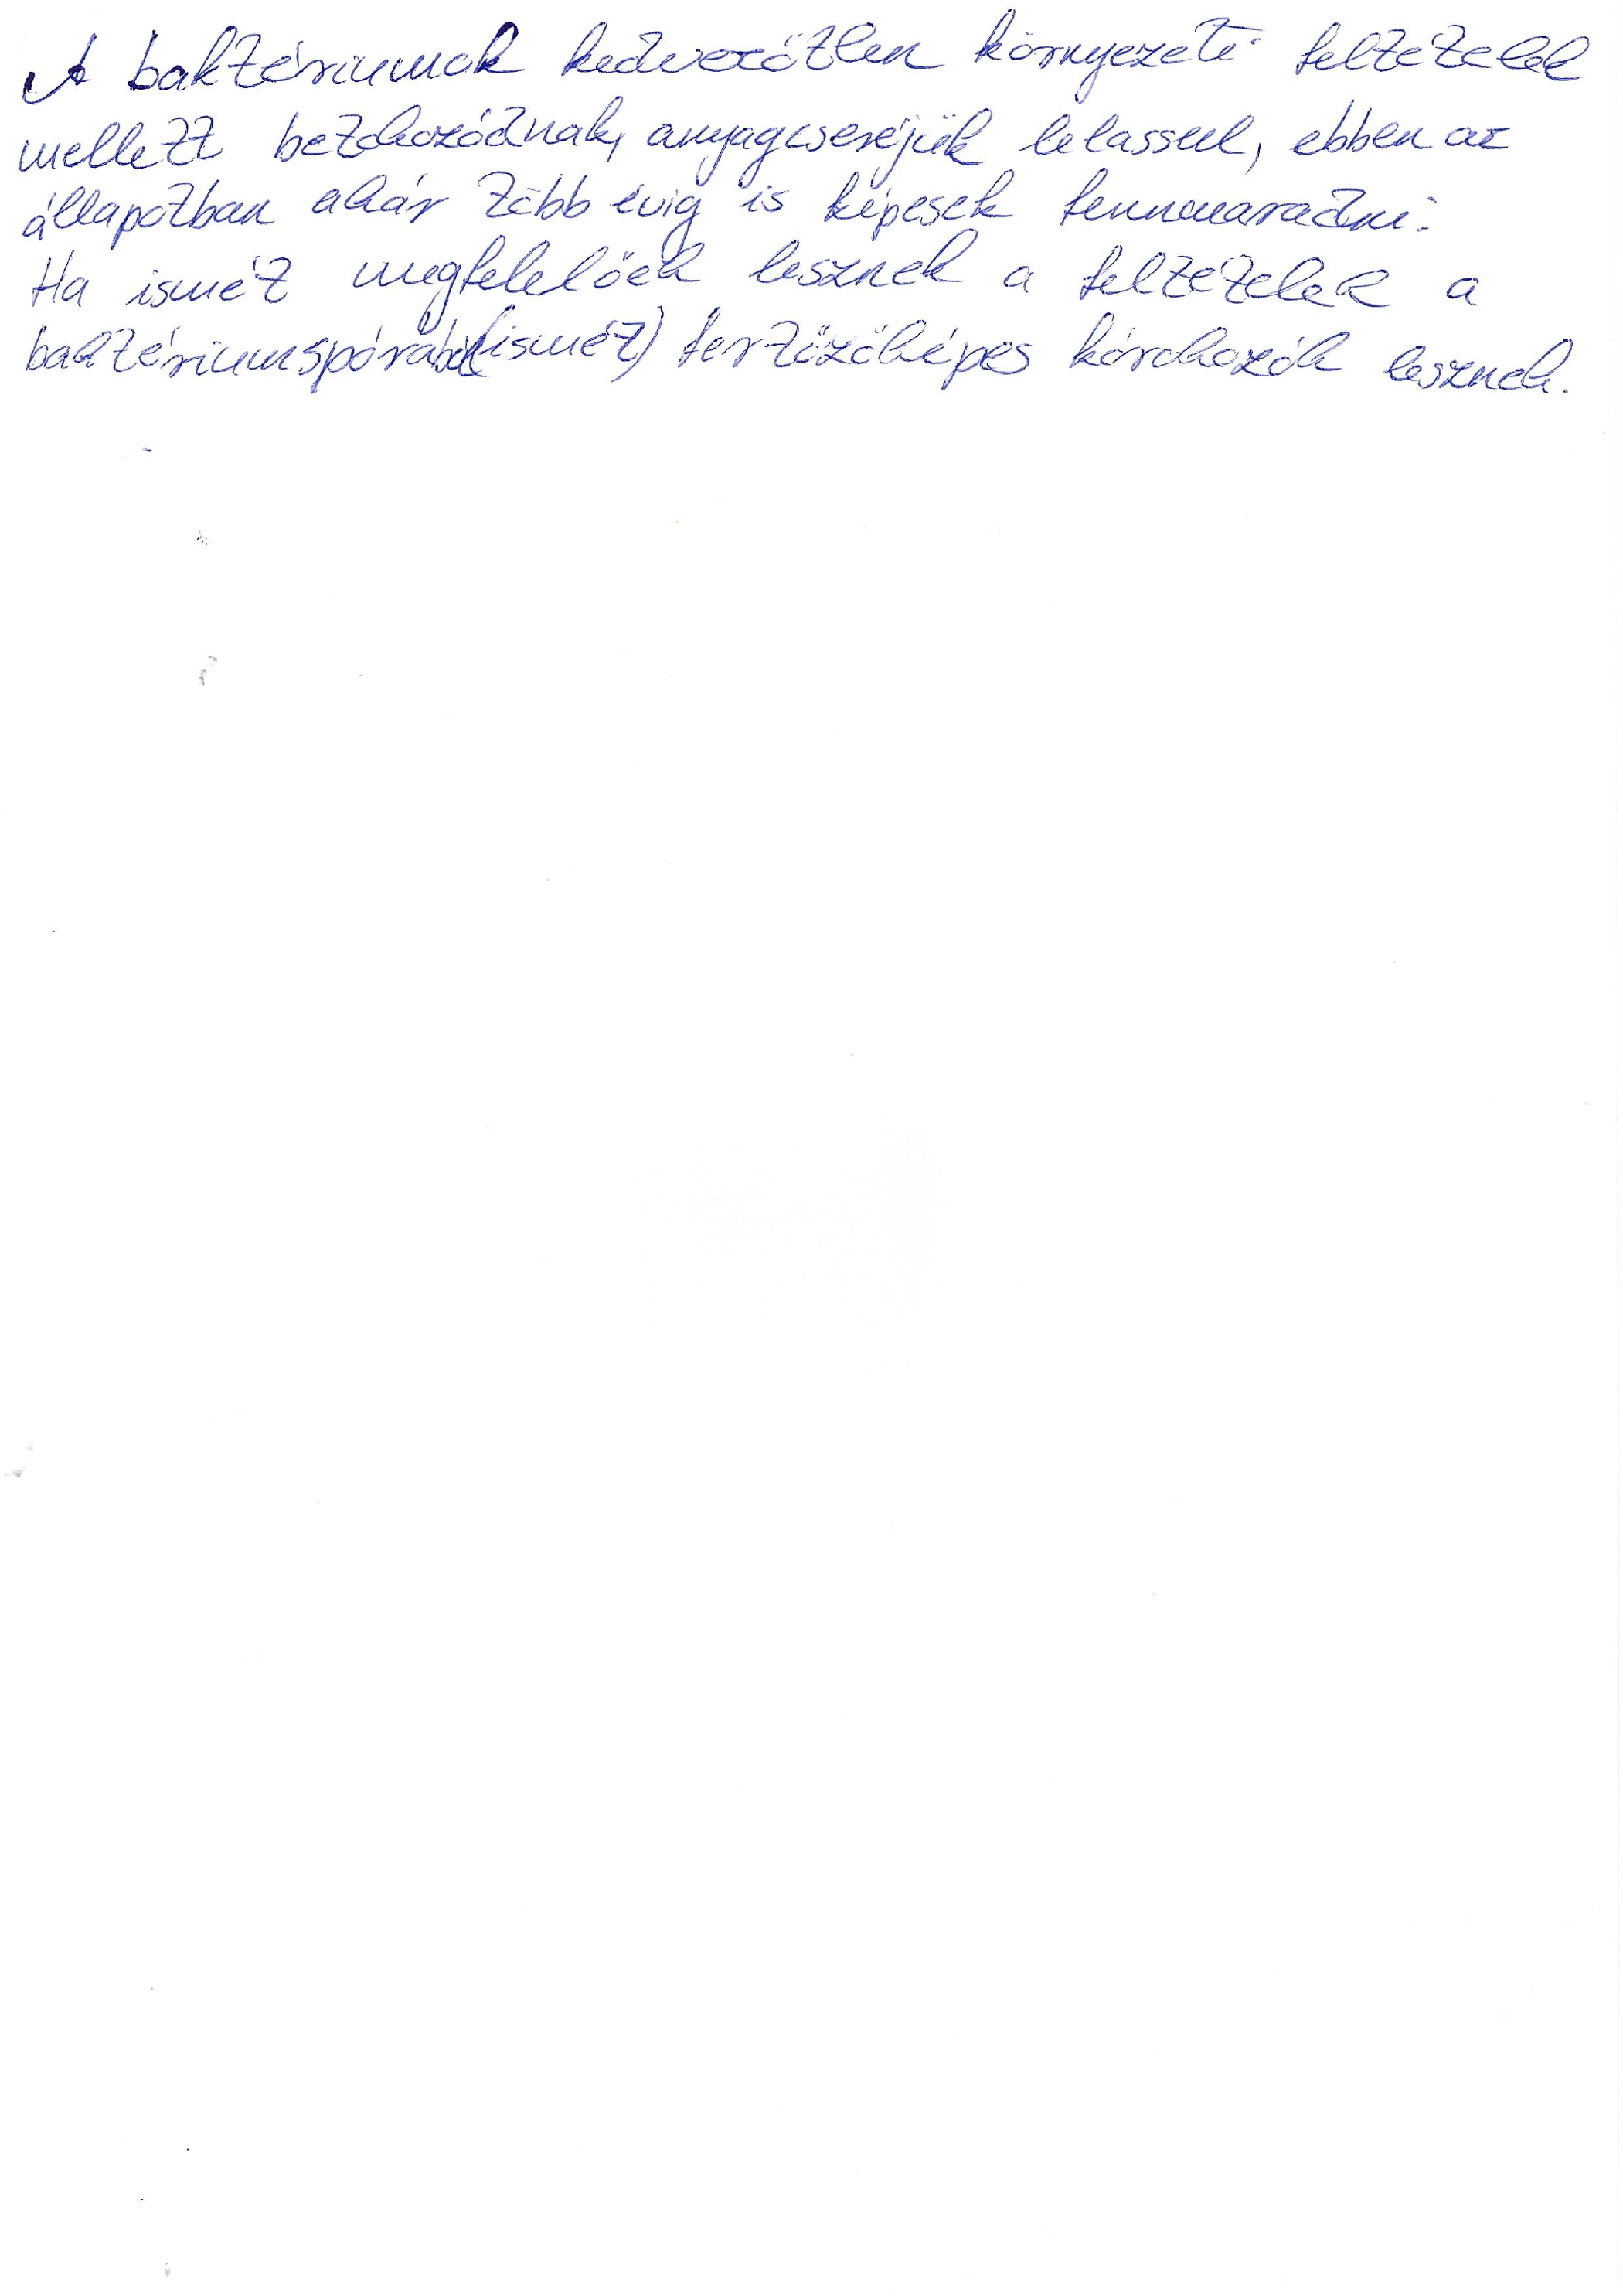 A baktériumok kedvezőtlen környezeti feltételek
mellett betokozódnak, anyagcseréjük lelassul, ebben az
állapotban akár több évig is képesek fennmaradni.
Ha ismét megfelelőek lesznek a feltételek a
baktériumspórából (ismét) fertőzőképes kórokozók lesznek.